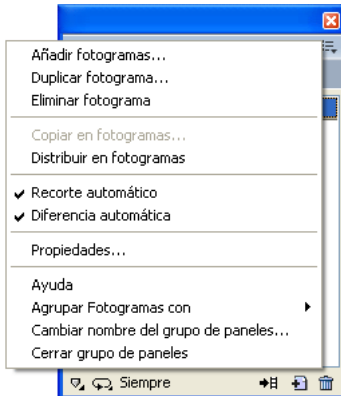 Añadir fotogramas...
Duplicar fotograma...
Eliminar fotograma
Copiar en fotogramas...
Distribuir en fotogramas
Recorte automático
Diferencia automática
Propiedades...
Ayuda
Agrupar Fotogramas con
Cambiar nombre del grupo de paneles...
Cerrar grupo de paneles
Siempre